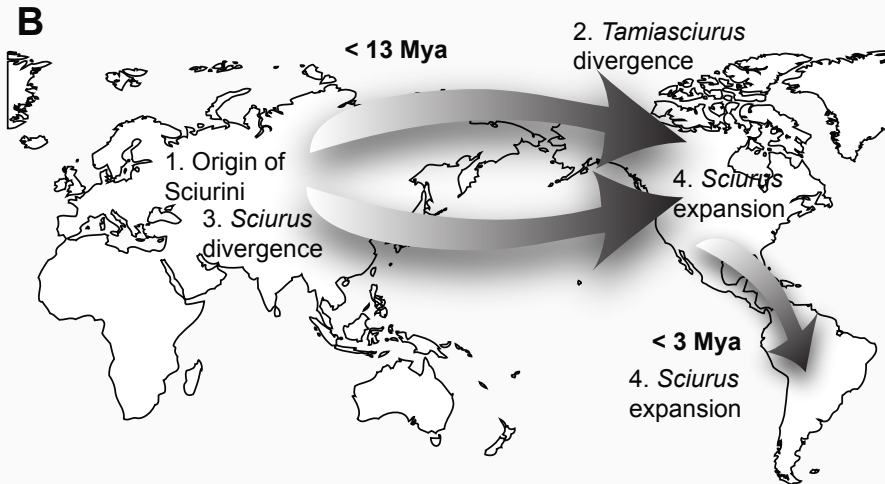 B
< 13 Mya
2. Tamiasciurus
divergence
1. Origin of
Sciurini
3. Sciurus
divergence
4. Sciurus
expansion
< 3 Mya
4. Sciurus
expansion